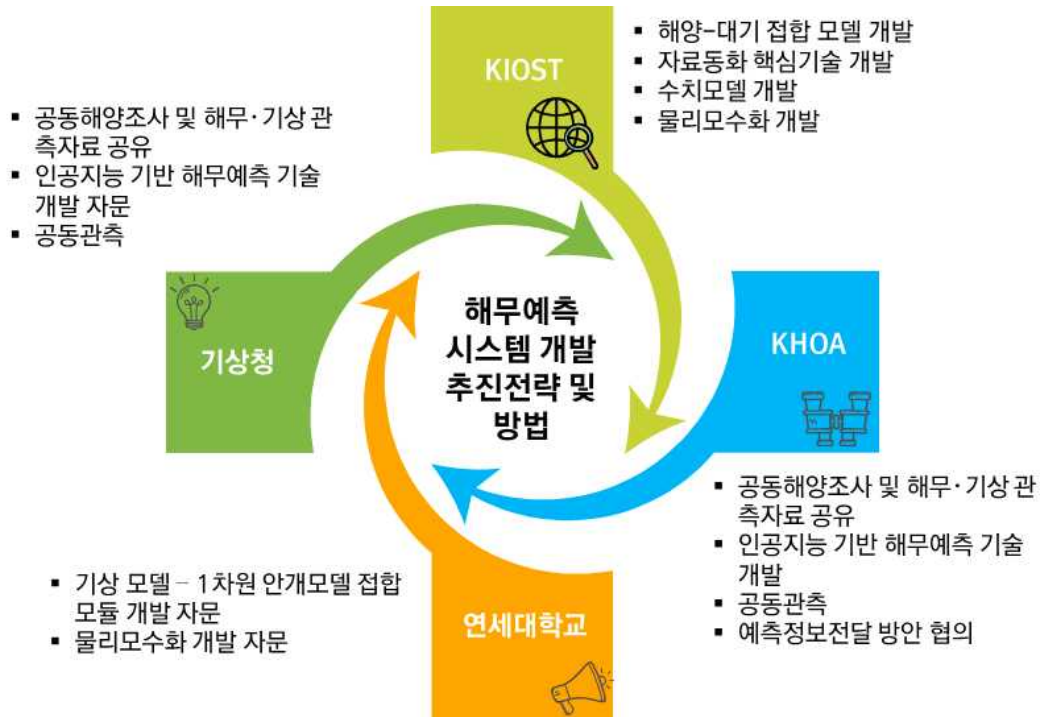 KIOST
▪ 해양-대기 접합 모델 개발
▪ 자료동화 핵심기술 개발
▪ 수치모델 개발
▪ 물리모수화 개발
▪ 공동해양조사 및 해무·기상 관
측자료 공유
▪ 인공지능 기반 해무예측 기술
개발 자문
▪ 공동관측
기상청
해무예측
시스템 개발
추진전략 및
방법
KHOA
▪ 공동해양조사 및 해무·기상 관
측자료 공유
▪ 인공지능 기반 해무예측 기술
개발
▪ 공동관측
▪ 예측정보전달 방안 협의
▪ 기상 모델 – 1차원 안개모델 접합
모듈 개발 자문
▪ 물리모수화 개발 자문
연세대학교